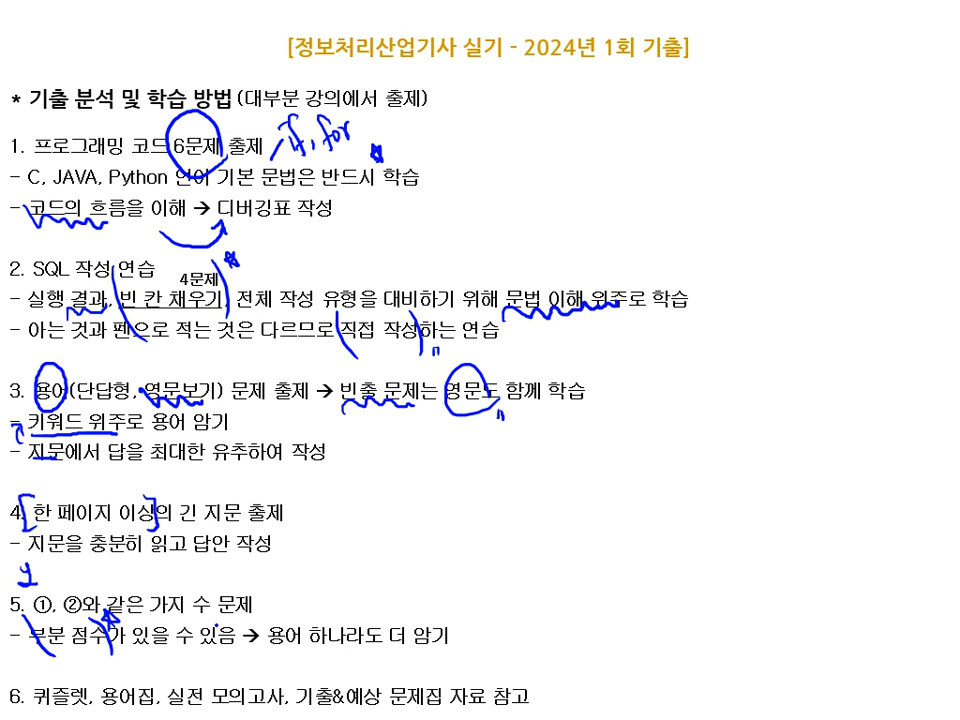 [정보처리산업기사 실기 - 2024년 1회 기출]
* 기출 분석 및 학습 방법 (대부분 강의에서 출제)
1. 프로그래밍 코드 6문제 출제 if, for
- C, JAVA, Python 언어 기본 문법은 반드시 학습
- 코드의 흐름을 이해 → 디버깅표 작성
2. SQL 작성 연습
4문제
- 실행 결과, 빈 칸 채우기, 전체 작성 유형을 대비하기 위해 문법 이해 위주로 학습
- 아는 것과 펜으로 적는 것은 다르므로 직접 작성하는 연습
3. 용어(단답형, 영문보기) 문제 출제 → 빈출 문제는 영문도 함께 학습
- 키워드 위주로 용어 암기
- 지문에서 답을 최대한 유추하여 작성
4. 한 페이지 이상의 긴 지문 출제
- 지문을 충분히 읽고 답안 작성
5. ①, ②와 같은 가지 수 문제
- 부분 점수가 있을 수 있음 → 용어 하나라도 더 암기
6. 퀴즐렛, 용어집, 실전 모의고사, 기출&예상 문제집 자료 참고